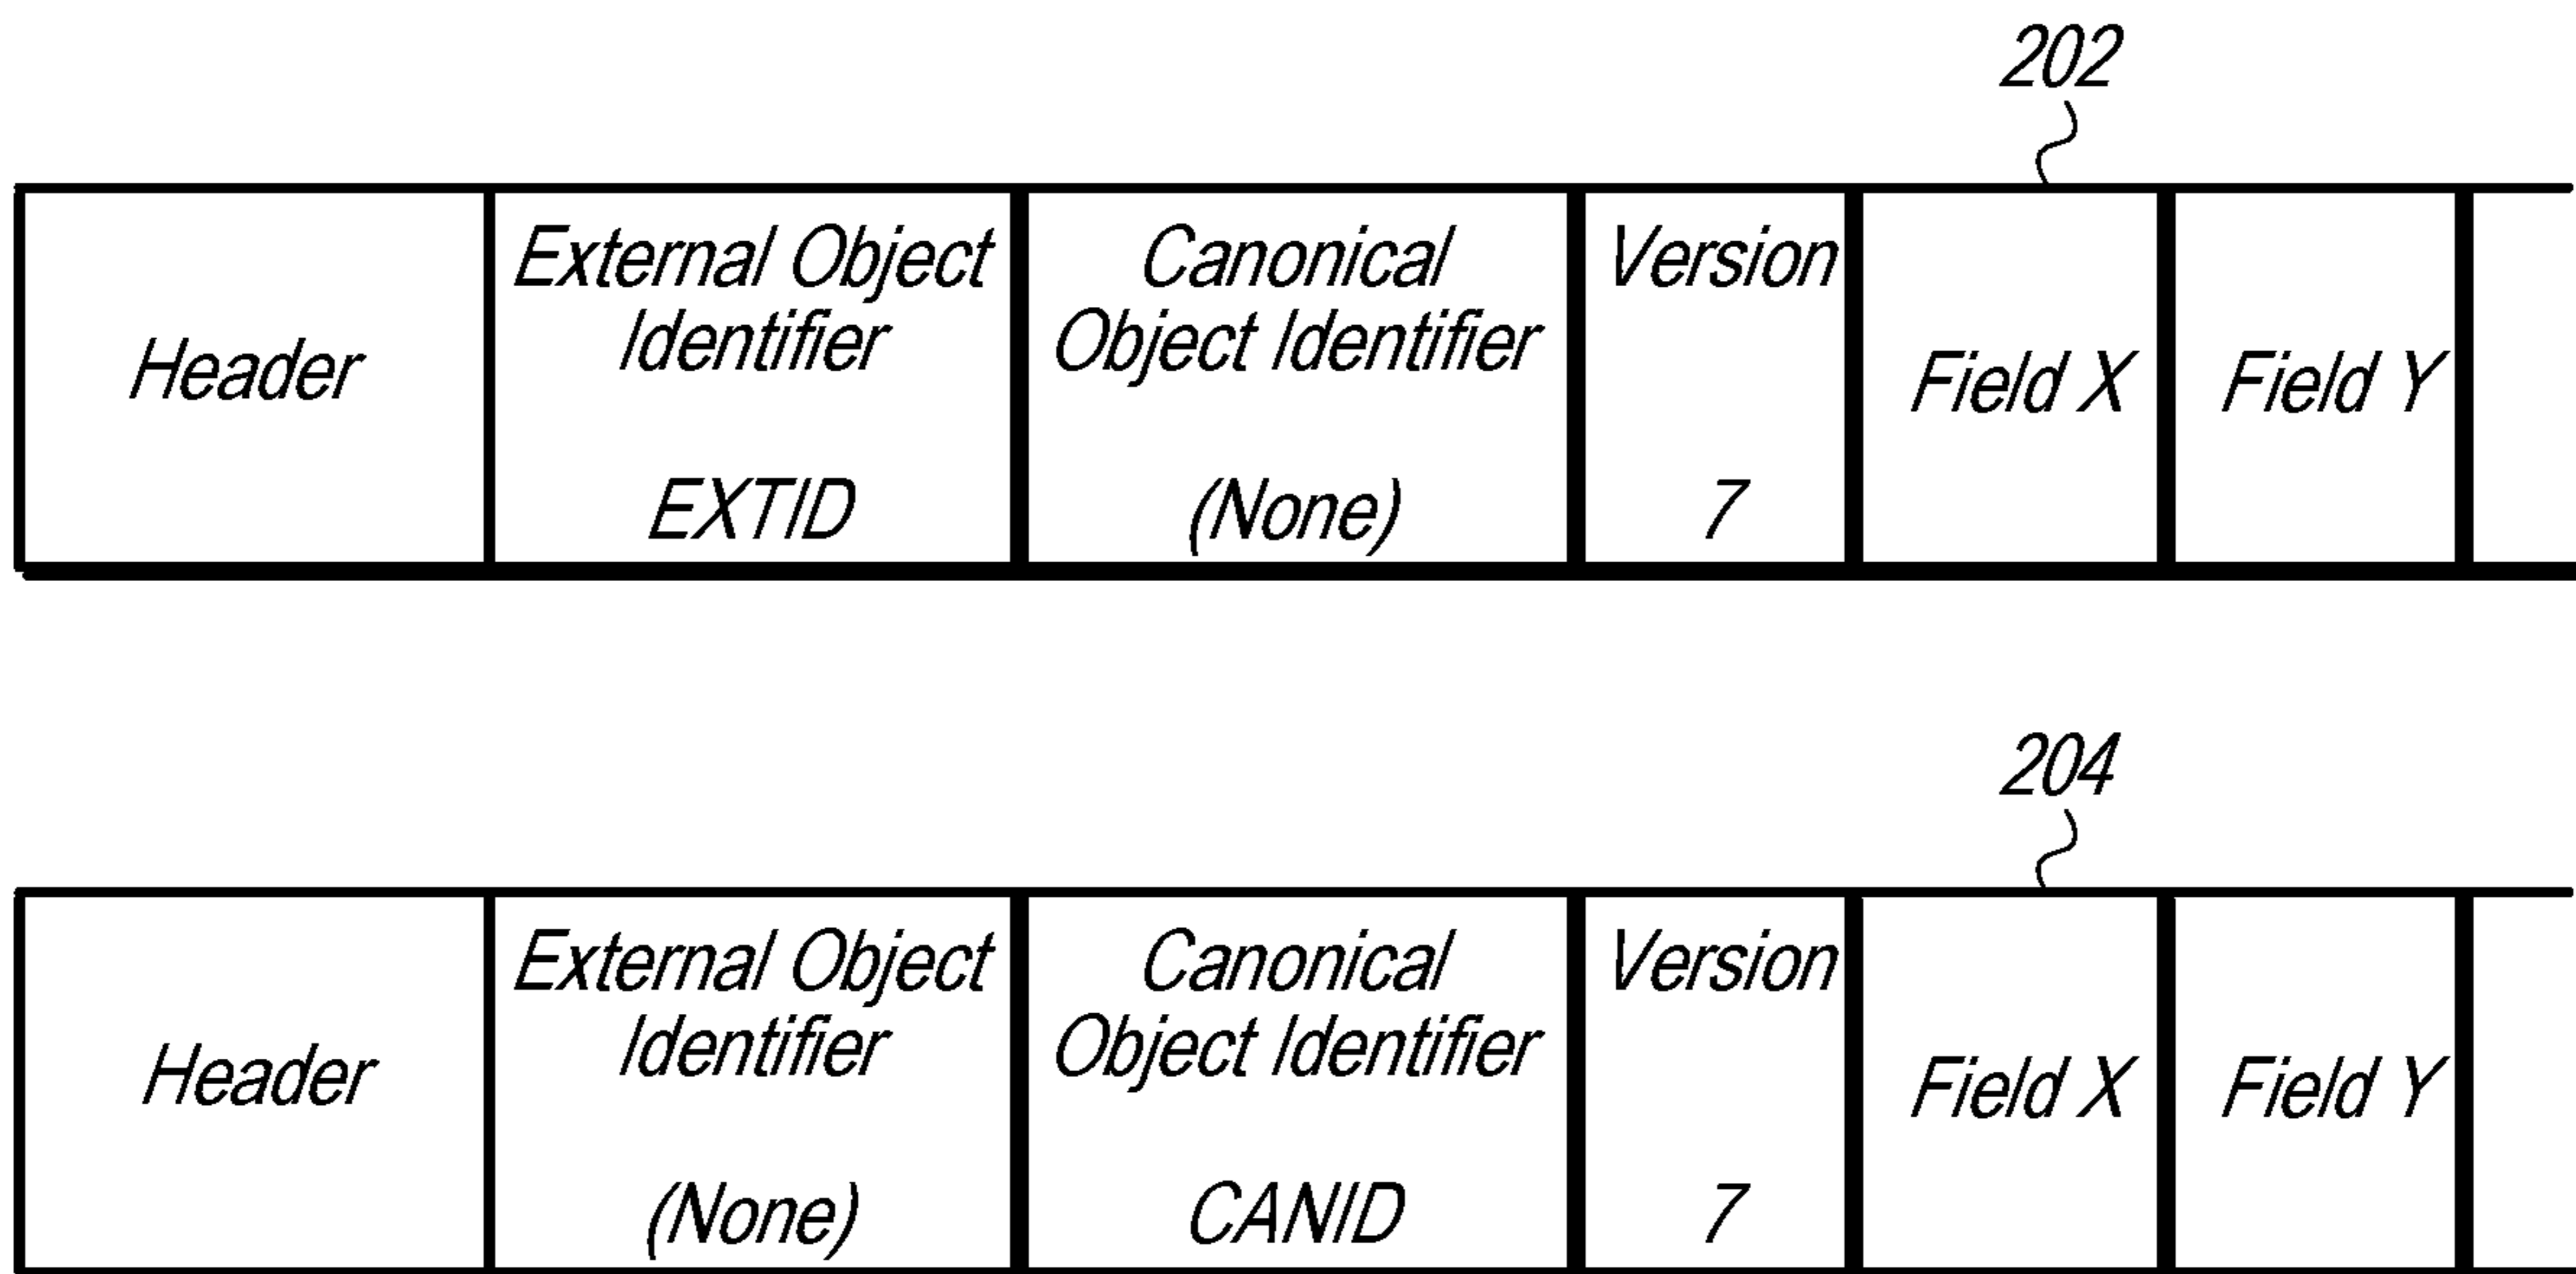 202
Header
External Object
Identifier
EXTID
Canonical
Object Identifier
(None)
Version
7
Field X
Field Y
204
Header
External Object
Identifier
(None)
Canonical
Object Identifier
CANID
Version
7
Field X
Field Y